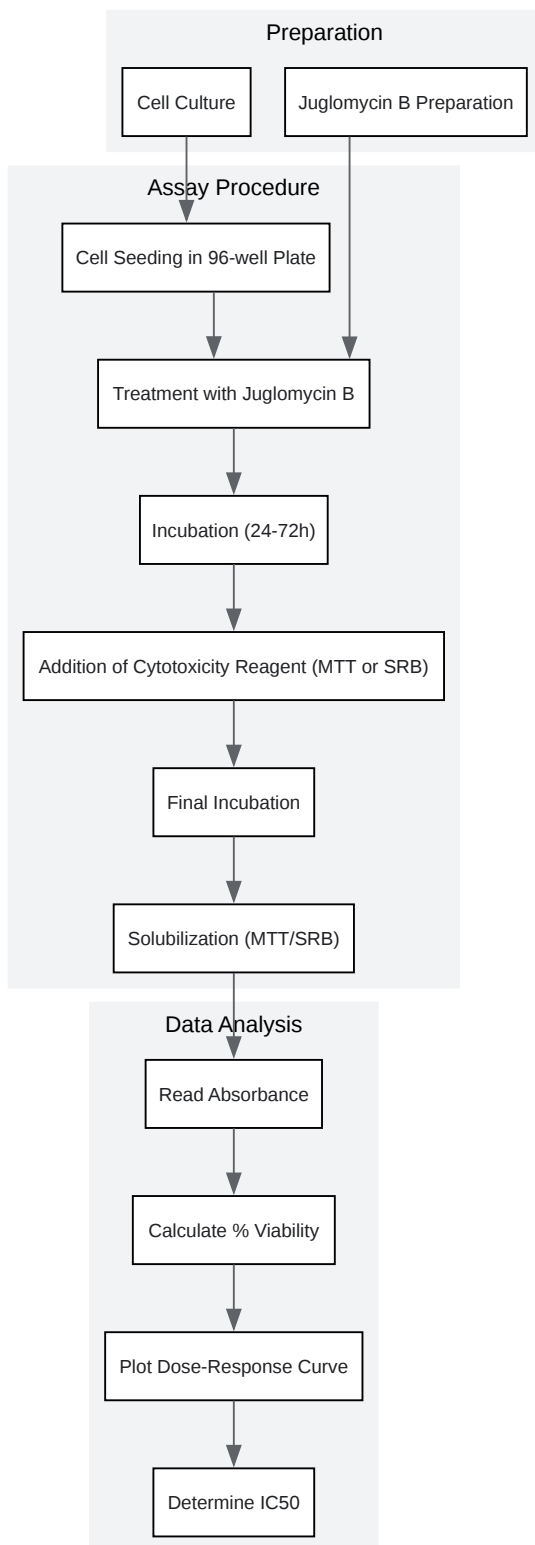 Preparation
Cell Culture
Juglomycin B Preparation
Assay Procedure
Cell Seeding in 96-well Plate
Treatment with Juglomycin B
Incubation (24-72h)
Addition of Cytotoxicity Reagent (MTT or SRB)
Final Incubation
Solubilization (MTT/SRB)
Data Analysis
Read Absorbance
Calculate % Viability
Plot Dose-Response Curve
Determine IC50